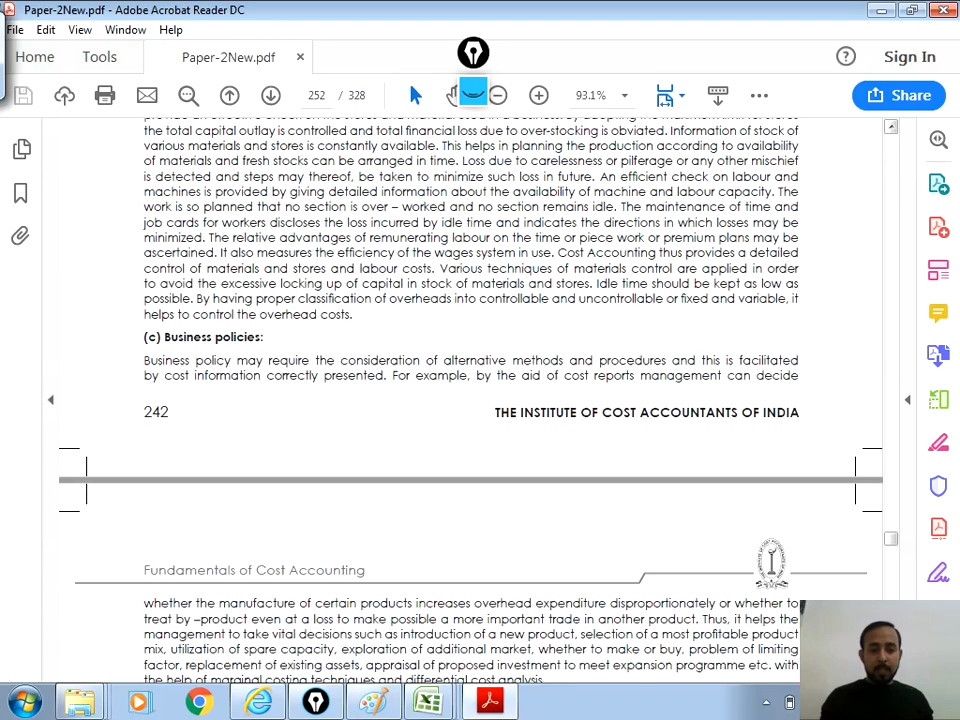 Paper-2New.pdf - Adobe Acrobat Reader DC
File Edit View Window Help
Home Tools Paper-2New.pdf × Sign In
252 / 328 93.1% Share
the total capital outlay is controlled and total financial loss due to over-stocking is obviated. Information of stock of
various materials and stores is constantly available. This helps in planning the production according to availability
of materials and fresh stocks can be arranged in time. Loss due to carelessness or pilferage or any other mischief
is detected and steps may thereof, be taken to minimize such loss in future. An efficient check on labour and
machines is provided by giving detailed information about the availability of machine and labour capacity. The
work is so planned that no section is over – worked and no section remains idle. The maintenance of time and
job cards for workers discloses the loss incurred by idle time and indicates the directions in which losses may be
minimized. The relative advantages of remunerating labour on the time or piece work or premium plans may be
ascertained. It also measures the efficiency of the wages system in use. Cost Accounting thus provides a detailed
control of materials and stores and labour costs. Various techniques of materials control are applied in order
to avoid the excessive locking up of capital in stock of materials and stores. Idle time should be kept as low as
possible. By having proper classification of overheads into controllable and uncontrollable or fixed and variable, it
helps to control the overhead costs.
(c) Business policies:
Business policy may require the consideration of alternative methods and procedures and this is facilitated
by cost information correctly presented. For example, by the aid of cost reports management can decide
242 THE INSTITUTE OF COST ACCOUNTANTS OF INDIA
Fundamentals of Cost Accounting
whether the manufacture of certain products increases overhead expenditure disproportionately or whether to
treat by –product even at a loss to make possible a more important trade in another product. Thus, it helps the
management to take vital decisions such as introduction of a new product, selection of a most profitable product
mix, utilization of spare capacity, exploration of additional market, whether to make or buy, problem of limiting
factor, replacement of existing assets, appraisal of proposed investment to meet expansion programme etc. with
the help of marginal costing techniques and differential cost analysis.